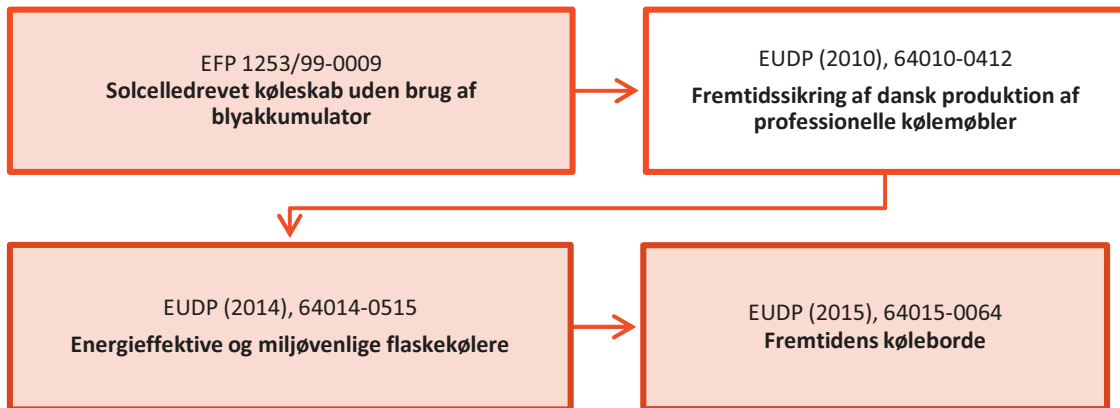 EFP 1253/99-0009
Solcelledrevet køleskab uden brug af
blyakkumulator
EUDP (2010), 64010-0412
Fremtidssikring af dansk produktion af
professionelle kølemøbler
EUDP (2014), 64014-0515
Energieffektive og miljøvenlige flaskekølere
EUDP (2015), 64015-0064
Fremtidens køleborde